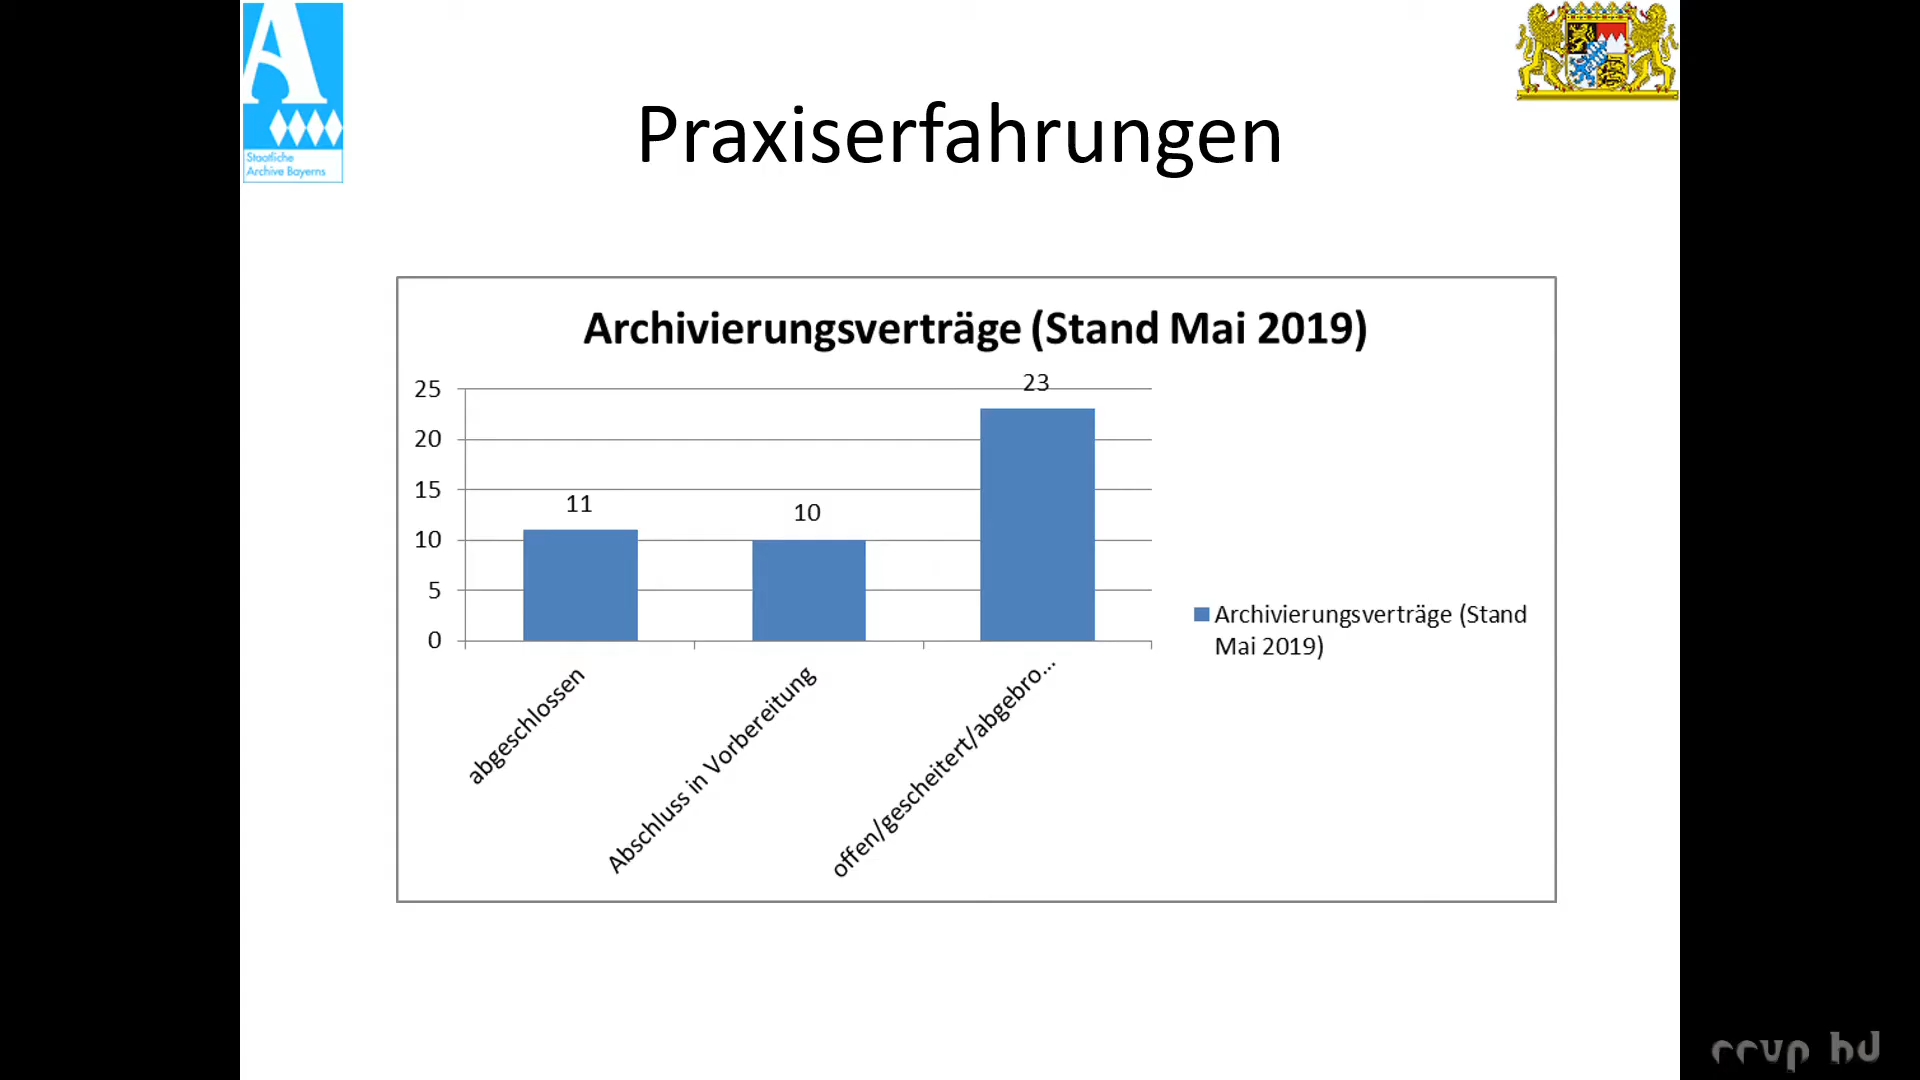 Staatliche
Archive Bayerns
Praxiserfahrungen
Archivierungsverträge (Stand Mai 2019)
25
20
15
10
5
0
11
10
23
abgeschlossen
Abschluss in Vorbereitung
offen/gescheitert/abgebro...
Archivierungsverträge (Stand
Mai 2019)